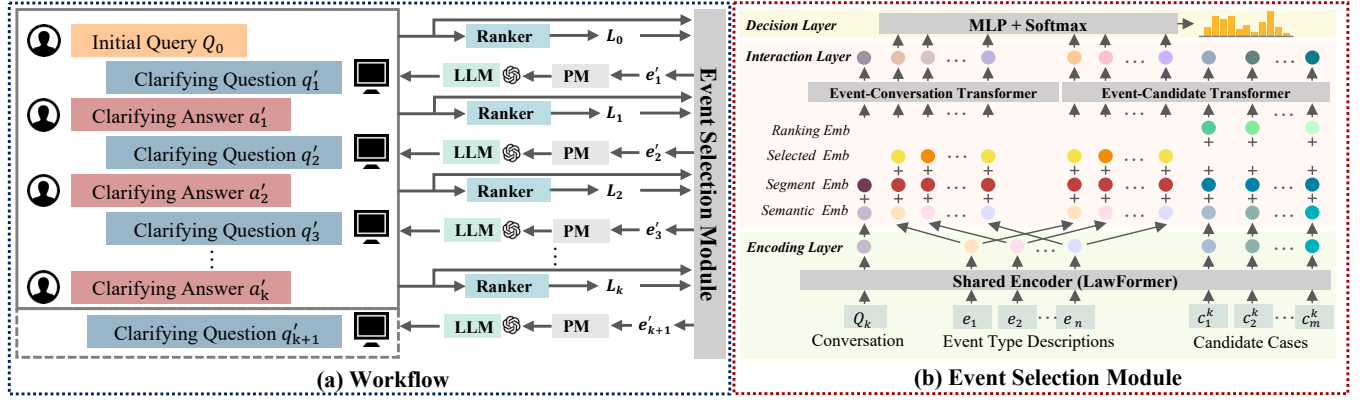 Initial Query Q₀
Ranker
L₀
Clarifying Question q′₁
LLM
PM
e′₁
Clarifying Answer a′₁
Ranker
L₁
Clarifying Question q′₂
LLM
PM
e′₂
Clarifying Answer a′₂
Ranker
L₂
Clarifying Question q′₃
LLM
PM
e′₃
⋮
⋮
Clarifying Answer a′ₖ
Ranker
Lₖ
Clarifying Question q′ₖ₊₁
LLM
PM
e′ₖ₊₁
Event Selection Module
(a) Workflow
Decision Layer
MLP + Softmax
Interaction Layer
... ... ...
Event-Conversation Transformer
Event-Candidate Transformer
... ... ...
Ranking Emb
...
+ + +
Selected Emb
... ...
+ + + + + + + + +
Segment Emb
... ... ...
+ + + + + + + + + +
Semantic Emb
... ... ...
Encoding Layer
... ...
Shared Encoder (LawFormer)
Qₖ
e₁ e₂ ... eₙ
c₁ᵏ c₂ᵏ ... cₘᵏ
Conversation
Event Type Descriptions
Candidate Cases
(b) Event Selection Module